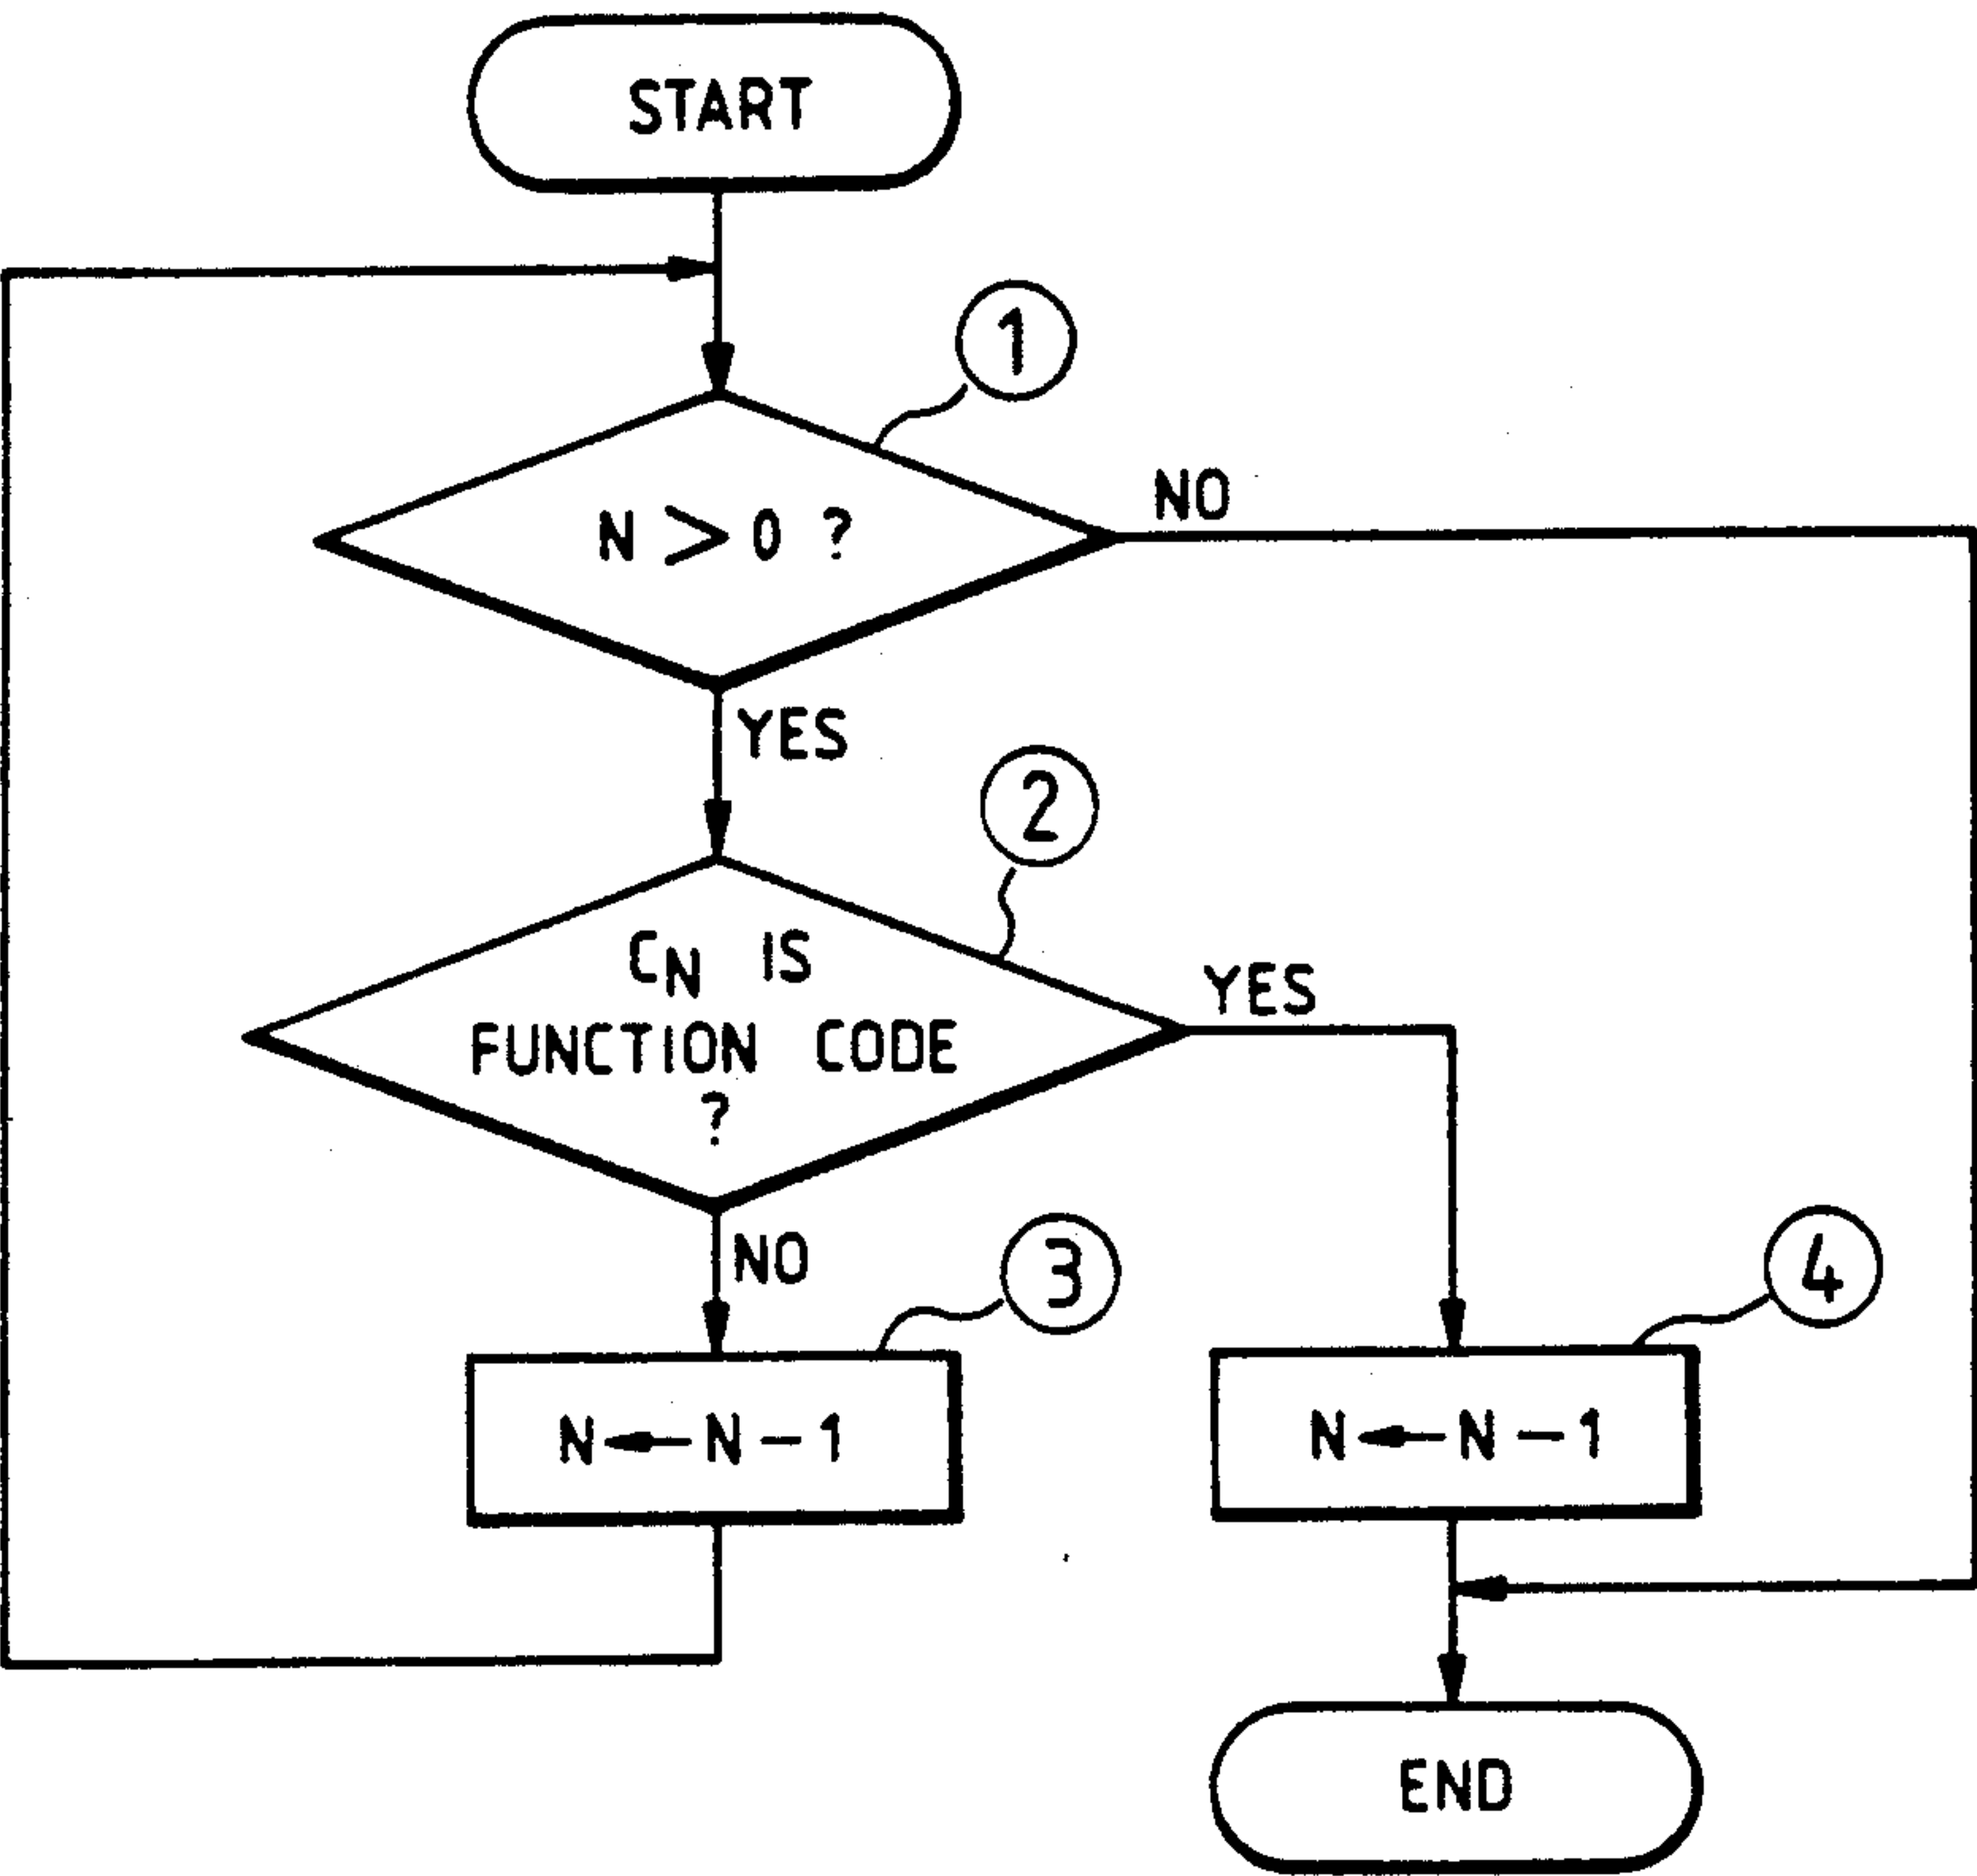 START
1
N > 0 ?
NO
YES
2
CN IS
FUNCTION CODE
?
YES
NO
3
4
N ← N - 1
N ← N - 1
END